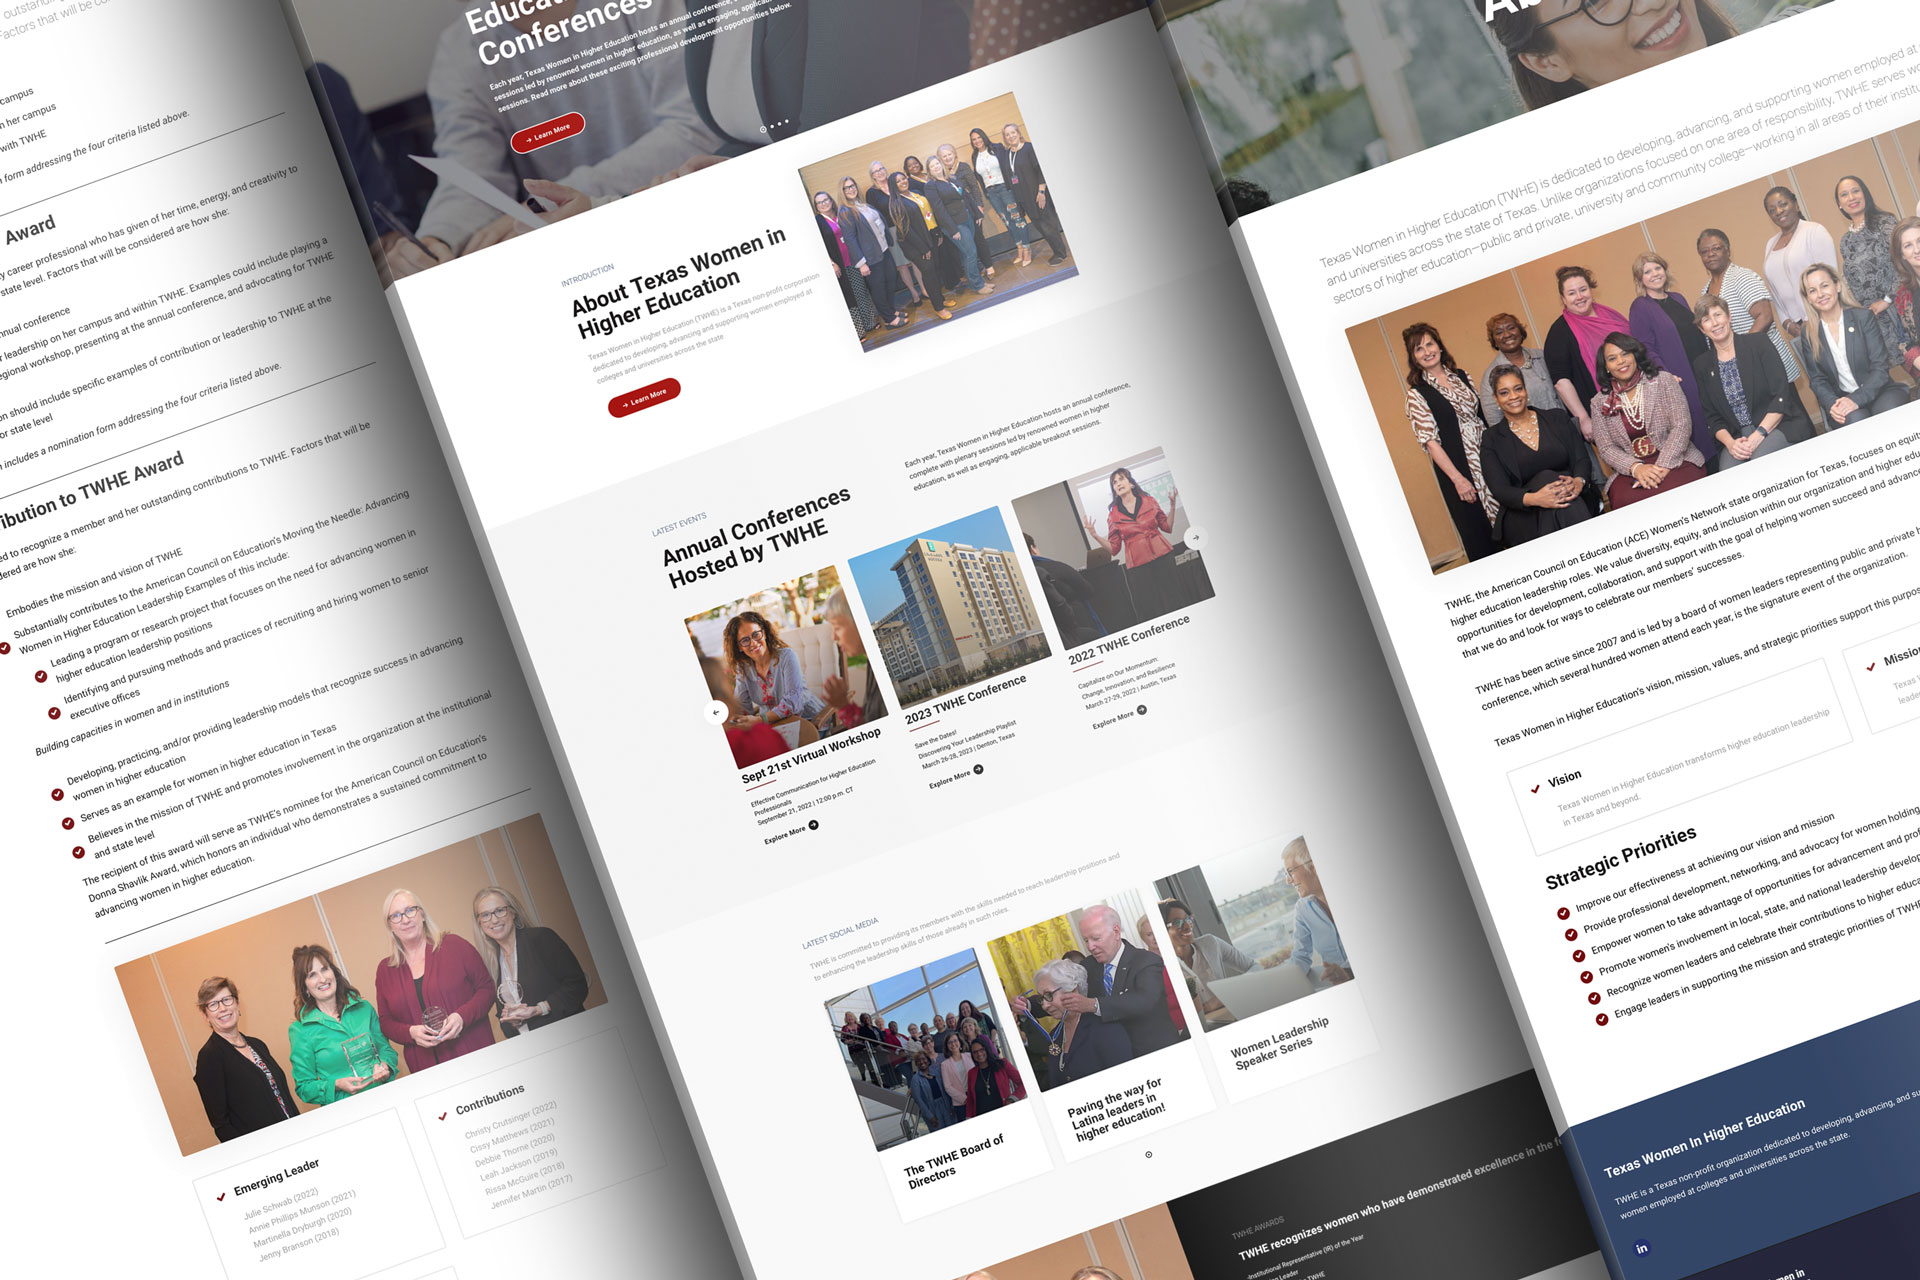 outstanding
Factors that will be
campus
n her campus
with TWHE
form addressing the four criteria listed above.
Award
y career professional who has given of her time, energy, and creativity to
state level. Factors that will be considered are how she:
nnual conference
r leadership on her campus and within TWHE. Examples could include playing a
egional workshop, presenting at the annual conference, and advocating for TWHE
on should include specific examples of contribution or leadership to TWHE at the
or state level
n includes a nomination form addressing the four criteria listed above.
ibution to TWHE Award
ed to recognize a member and her outstanding contributions to TWHE. Factors that will be
dered are how she:
Embodies the mission and vision of TWHE
Substantially contributes to the American Council on Education's Moving the Needle: Advancing
Women in Higher Education Leadership Examples of this include:
Leading a program or research project that focuses on the need for advancing women in
higher education leadership positions
Identifying and pursuing methods and practices of recruiting and hiring women to senior
executive offices
Building capacities in women and in institutions
Developing, practicing, and/or providing leadership models that recognize success in advancing
women in higher education
Serves as an example for women in higher education in Texas
Believes in the mission of TWHE and promotes involvement in the organization at the institutional
and state level
The recipient of this award will serve as TWHE's nominee for the American Council on Education's
Donna Shavlik Award, which honors an individual who demonstrates a sustained commitment to
advancing women in higher education.
Emerging Leader
Julie Schwab (2022)
Annie Phillips Munson (2021)
Martinella Dryburgh (2020)
Jenny Branson (2018)
Contributions
Christy Crutsinger (2022)
Cissy Matthews (2021)
Debbie Thorne (2020)
Leah Jackson (2019)
Rissa McGuire (2018)
Jennifer Martin (2017)
Educat
Conferences
Each year, Texas Women in Higher Education hosts an annual conference,
sessions led by renowned women in higher education, as well as engaging, applicab
sessions. Read more about these exciting professional development opportunities below.
Learn More
INTRODUCTION
About Texas Women in
Higher Education
Texas Women in Higher Education (TWHE) is a Texas non-profit corporation
dedicated to developing, advancing and supporting women employed at
colleges and universities across the state
Learn More
LATEST EVENTS
Annual Conferences
Hosted by TWHE
Each year, Texas Women in Higher Education hosts an annual conference,
complete with plenary sessions led by renowned women in higher
education, as well as engaging, applicable breakout sessions.
Sept 21st Virtual Workshop
Effective Communication for Higher Education
Professionals
September 21, 2022 | 12:00 p.m. CT
Explore More
2023 TWHE Conference
Save the Dates!
Discovering Your Leadership Playlist
March 26-28, 2023 | Denton, Texas
Explore More
2022 TWHE Conference
Capitalize on Our Momentum:
Change, Innovation, and Resilience
March 27-29, 2022 | Austin, Texas
Explore More
LATEST SOCIAL MEDIA
TWHE is committed to providing its members with the skills needed to reach leadership positions and
to enhancing the leadership skills of those already in such roles.
The TWHE Board of
Directors
Paving the way for
Latina leaders in
higher education!
Women Leadership
Speaker Series
TWHE AWARDS
TWHE recognizes women who have demonstrated excellence in the fo
-Institutional Representative (IR) of the Year
Leader
TWHE
Texas Women in Higher Education (TWHE) is dedicated to developing, advancing, and supporting women employed at
and universities across the state of Texas. Unlike organizations focused on one area of responsibility, TWHE serves wo
sectors of higher education—public and private, university and community college—working in all areas of their institu
TWHE, the American Council on Education (ACE) Women's Network state organization for Texas, focuses on equity
higher education leadership roles. We value diversity, equity, and inclusion within our organization and higher edu
opportunities for development, collaboration, and support with the goal of helping women succeed and advance
that we do and look for ways to celebrate our members' successes.
TWHE has been active since 2007 and is led by a board of women leaders representing public and private h
conference, which several hundred women attend each year, is the signature event of the organization.
Texas Women in Higher Education's vision, mission, values, and strategic priorities support this purpos
Vision
Texas Women in Higher Education transforms higher education leadership
in Texas and beyond.
Mission
Texas
leade
Strategic Priorities
Improve our effectiveness at achieving our vision and mission
Provide professional development, networking, and advocacy for women holding
Empower women to take advantage of opportunities for advancement and prof
Promote women's involvement in local, state, and national leadership develop
Recognize women leaders and celebrate their contributions to higher educa
Engage leaders in supporting the mission and strategic priorities of TWHE
Texas Women In Higher Education
TWHE is a Texas non-profit organization dedicated to developing, advancing, and su
women employed at colleges and universities across the state.
in